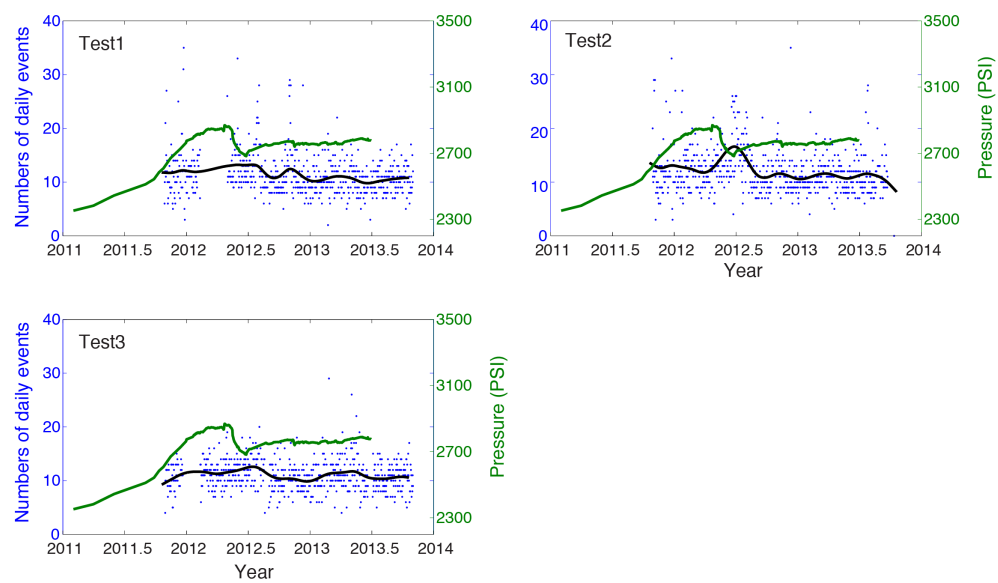 40 3500 40 3500
Test1 Test2
Numbers of daily events
30 3100 30 3100
20 2700 20 2700
Pressure (PSI)
10 2300 10 2300
0 0
2011 2011.5 2012 2012.5 2013 2013.5 2014 2011 2011.5 2012 2012.5 2013 2013.5 2014
Year
40 3500
Test3
Numbers of daily events
30 3100
Pressure (PSI)
20 2700
10 2300
0
2011 2011.5 2012 2012.5 2013 2013.5 2014
Year